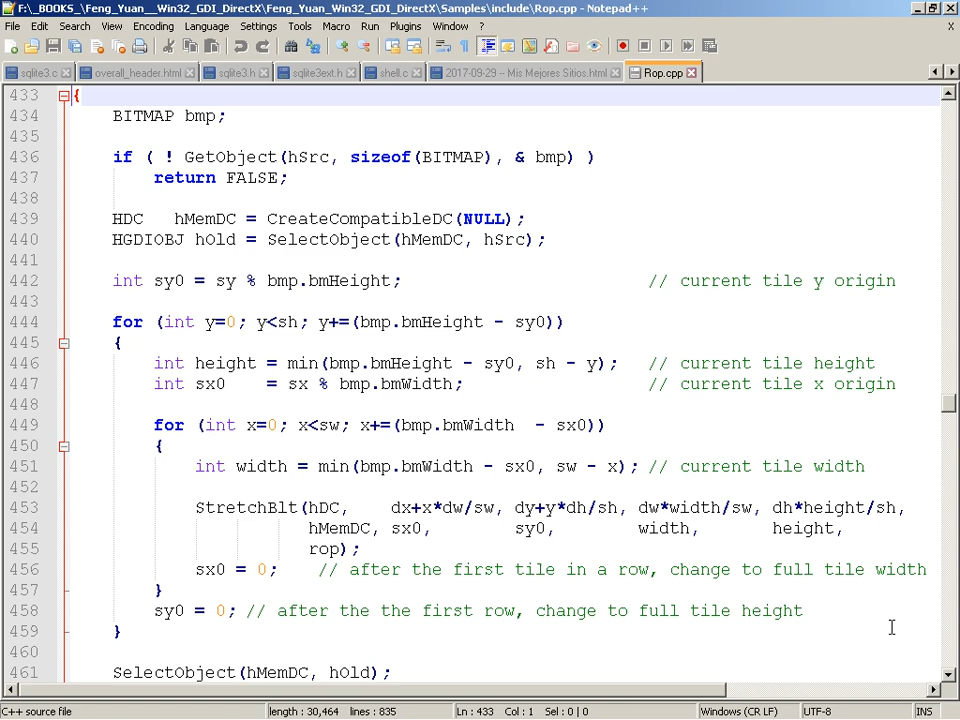 F:\_BOOKS_\Feng_Yuan__Win32_GDI_DirectX\Feng_Yuan_Win32_GDI_DirectX\Samples\include\Rop.cpp - Notepad++
File Edit Search View Encoding Language Settings Tools Macro Run Plugins Window ? X
sqlite3.c overall_header.html sqlite3.h sqlite3ext.h shell.c 2017-09-29 -- Mis Mejores Sitios.html Rop.cpp
433 {
434     BITMAP bmp;
435
436     if ( ! GetObject(hSrc, sizeof(BITMAP), & bmp) )
437         return FALSE;
438
439     HDC   hMemDC = CreateCompatibleDC(NULL);
440     HGDIOBJ hOld = SelectObject(hMemDC, hSrc);
441
442     int sy0 = sy % bmp.bmHeight;                        // current tile y origin
443
444     for (int y=0; y<sh; y+=(bmp.bmHeight - sy0))
445     {
446         int height = min(bmp.bmHeight - sy0, sh - y);   // current tile height
447         int sx0    = sx % bmp.bmWidth;                  // current tile x origin
448
449         for (int x=0; x<sw; x+=(bmp.bmWidth  - sx0))
450         {
451             int width = min(bmp.bmWidth - sx0, sw - x); // current tile width
452
453             StretchBlt(hDC,    dx+x*dw/sw, dy+y*dh/sh, dw*width/sw, dh*height/sh,
454                        hMemDC, sx0,        sy0,        width,       height,
455                        rop);
456             sx0 = 0;    // after the first tile in a row, change to full tile width
457         }
458         sy0 = 0; // after the the first row, change to full tile height
459     }
460
461     SelectObject(hMemDC, hOld);
C++ source file length : 30,464 lines : 835 Ln : 433 Col : 1 Sel : 0 | 0 Windows (CR LF) UTF-8 INS